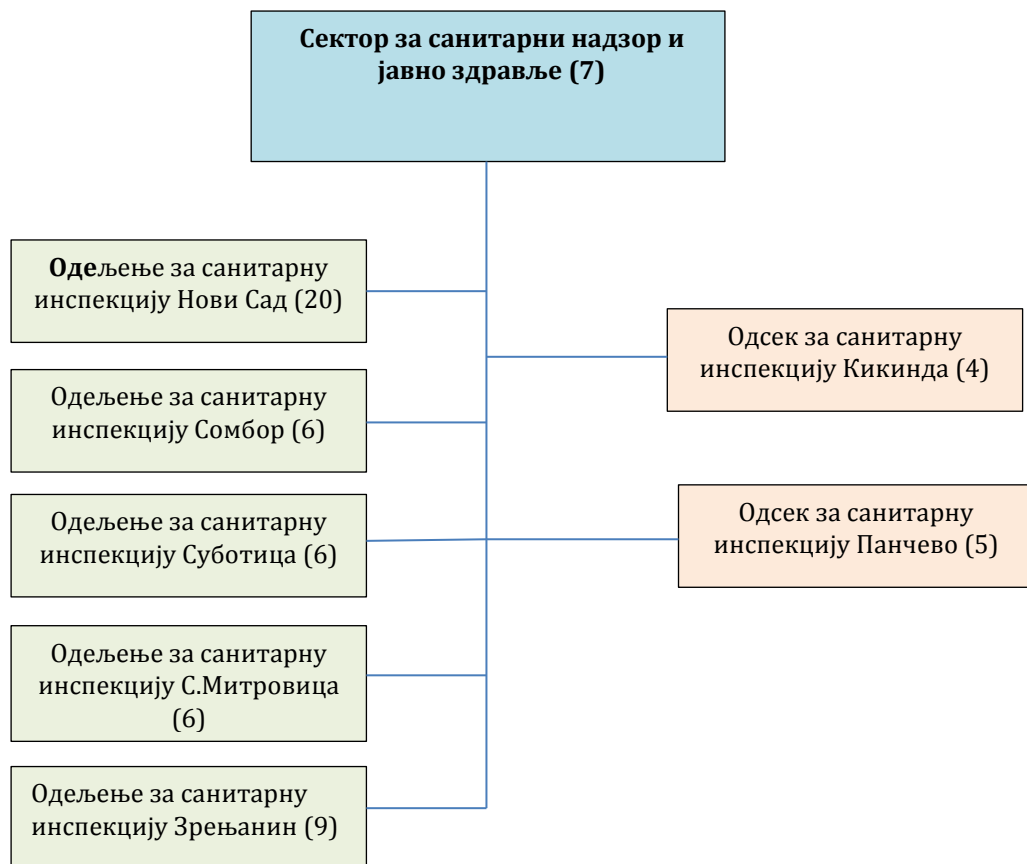 Сектор за санитарни надзор и
јавно здравље (7)
Одељење за санитарну
инспекцију Нови Сад (20)
Одсек за санитарну
инспекцију Кикинда (4)
Одељење за санитарну
инспекцију Сомбор (6)
Одељење за санитарну
инспекцију Суботица (6)
Одсек за санитарну
инспекцију Панчево (5)
Одељење за санитарну
инспекцију С.Митровица
(6)
Одељење за санитарну
инспекцију Зрењанин (9)